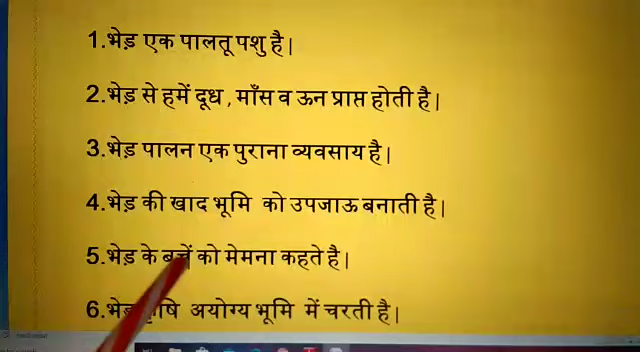 1.भेड़ एक पालतू पशु है|
2.भेड़ से हमें दूध , माँस व ऊन प्राप्त होती है|
3.भेड़ पालन एक पुराना व्यवसाय है|
4.भेड़ की खाद भूमि को उपजाऊ बनाती है|
5.भेड़ के को मेमना कहते है|
6.भेड़ अयोग्य भूमि में चरती है|